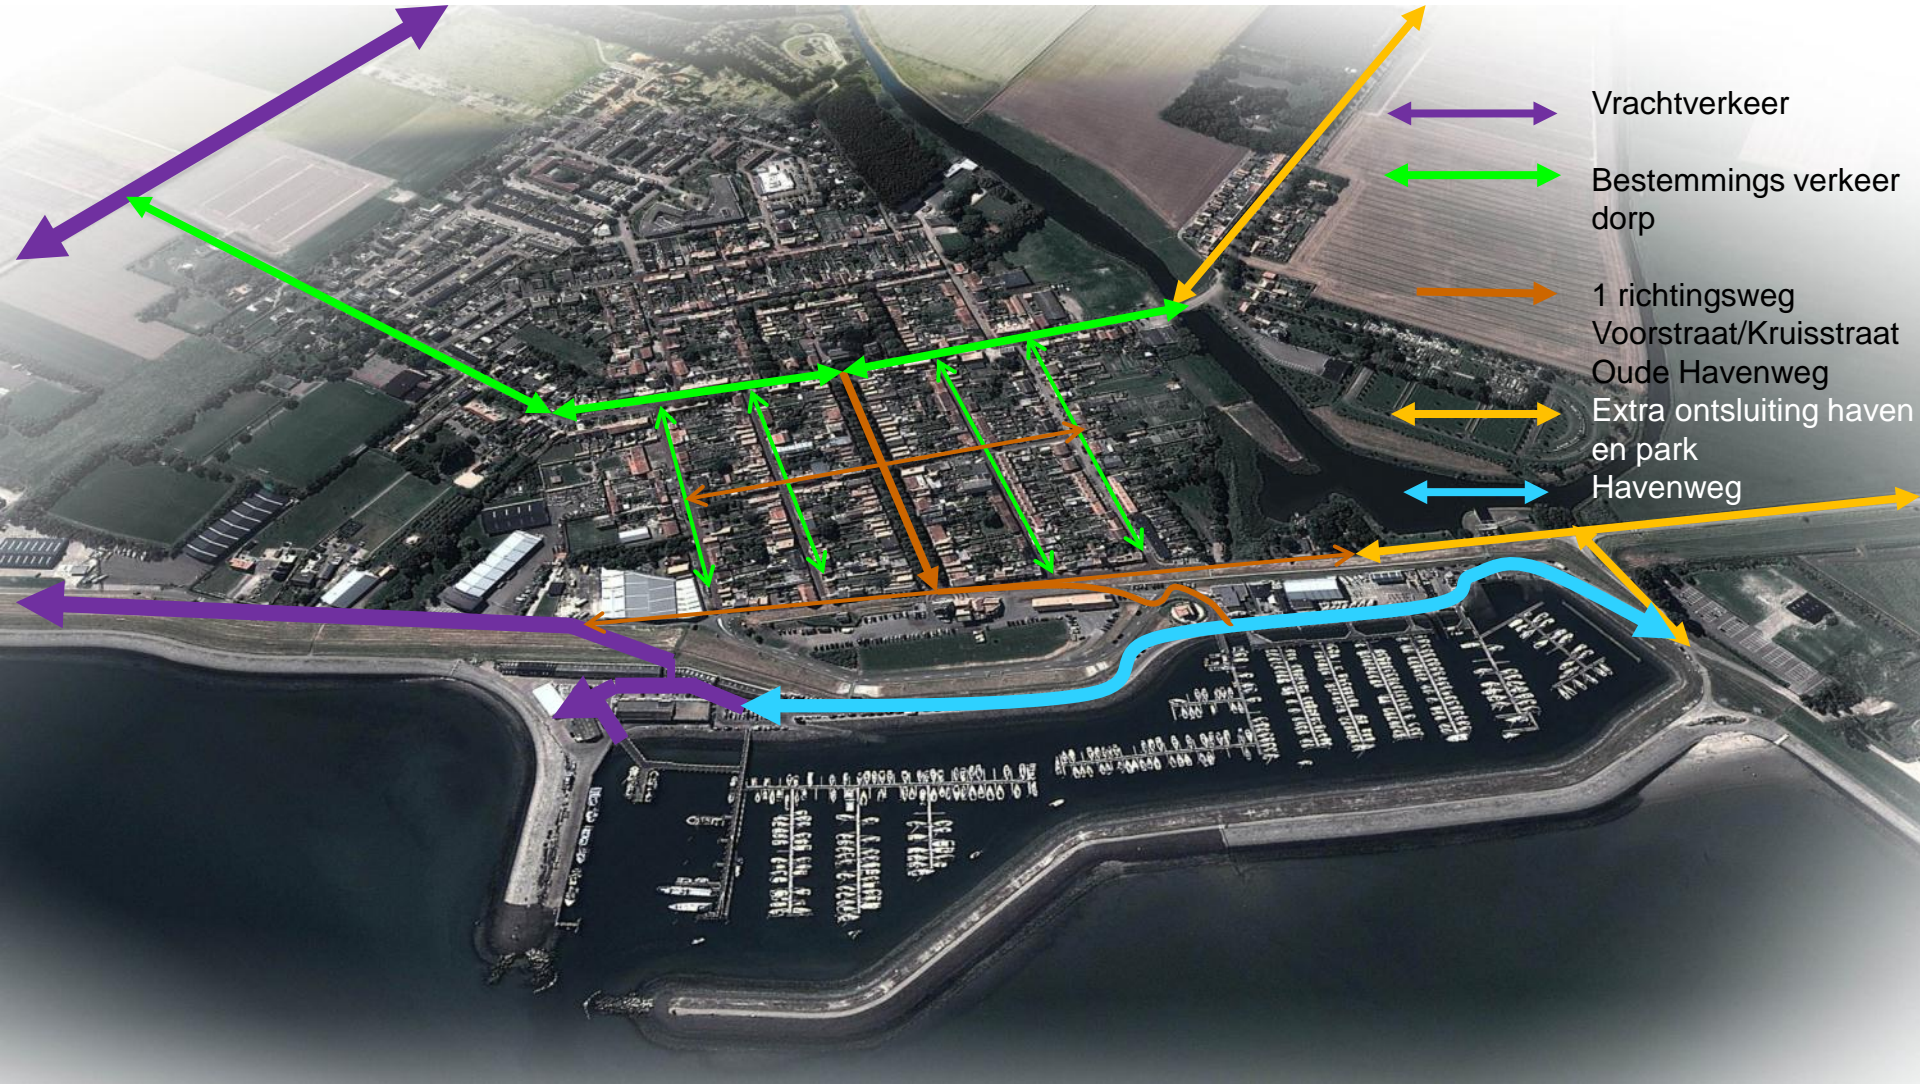 Vrachtverkeer
Bestemmings verkeer
dorp
1 richtingsweg
Voorstraat/Kruisstraat
Oude Havenweg
Extra ontsluiting haven
en park
Havenweg